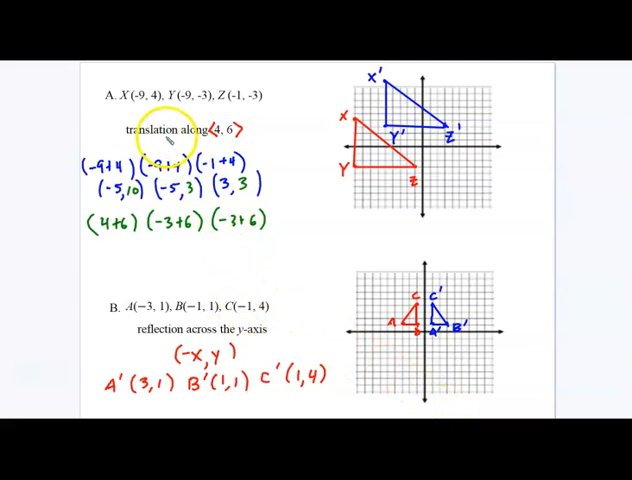 A. X (-9, 4), Y (-9, -3), Z (-1, -3)
translation along <4, 6>
(-9+4) (-9+4) (-1+4)
(-5,10) (-5,3) (3,3)
(4+6) (-3+6) (-3+6)
X'
X
Y'
Z'
Y
Z
B. A(−3, 1), B(−1, 1), C(−1, 4)
reflection across the y-axis
(-x,y)
A'(3,1) B'(1,1) C'(1,4)
C C'
A B A' B'